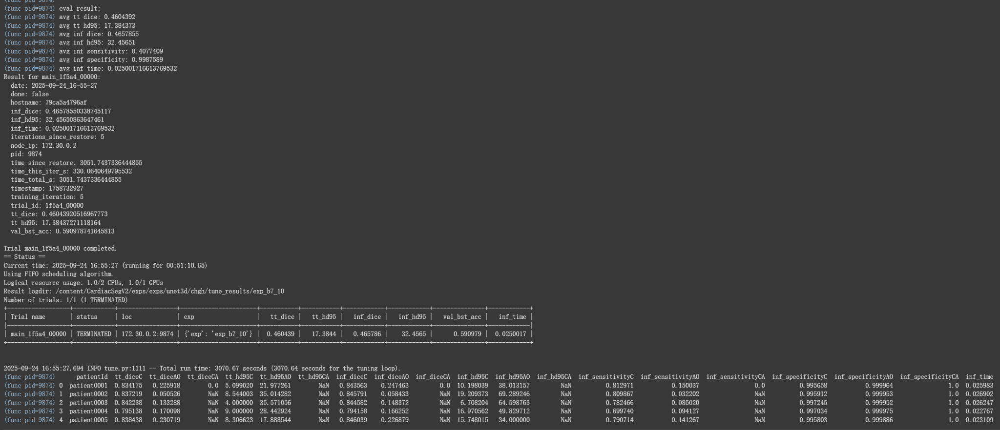 (func pid=9874) eval result:
(func pid=9874) avg tt dice: 0.4604392
(func pid=9874) avg tt hd95: 17.384373
(func pid=9874) avg inf dice: 0.4657855
(func pid=9874) avg inf hd95: 32.45651
(func pid=9874) avg inf sensitivity: 0.4077409
(func pid=9874) avg inf specificity: 0.9987589
(func pid=9874) avg inf time: 0.025001716613769532
Result for main_1f5a4_00000:
  date: 2025-09-24_16-55-27
  done: false
  hostname: 79ca5a4796af
  inf_dice: 0.46578550338745117
  inf_hd95: 32.45650863647461
  inf_time: 0.025001716613769532
  iterations_since_restore: 5
  node_ip: 172.30.0.2
  pid: 9874
  time_since_restore: 3051.7437336444855
  time_this_iter_s: 330.0640649795532
  time_total_s: 3051.7437336444855
  timestamp: 1758732927
  training_iteration: 5
  trial_id: 1f5a4_00000
  tt_dice: 0.46043920516967773
  tt_hd95: 17.38437271118164
  val_bst_acc: 0.590978741645813
Trial main_1f5a4_00000 completed.
== Status ==
Current time: 2025-09-24 16:55:27 (running for 00:51:10.65)
Using FIFO scheduling algorithm.
Logical resource usage: 1.0/2 CPUs, 1.0/1 GPUs
Result logdir: /content/CardiacSegV2/exps/exps/unet3d/chgh/tune_results/exp_b7_10
Number of trials: 1/1 (1 TERMINATED)
| Trial name | status | loc | exp | tt_dice | tt_hd95 | inf_dice | inf_hd95 | val_bst_acc | inf_time |
| main_1f5a4_00000 | TERMINATED | 172.30.0.2:9874 | {'exp': 'exp_b7_10'} | 0.460439 | 17.3844 | 0.465786 | 32.4565 | 0.590979 | 0.0250017 |
2025-09-24 16:55:27,694 INFO tune.py:1111 -- Total run time: 3070.67 seconds (3070.64 seconds for the tuning loop).
(func pid=9874) patientId tt_diceC tt_diceAO tt_diceCA tt_hd95C tt_hd95AO tt_hd95CA inf_diceC inf_diceAO inf_diceCA inf_hd95C inf_hd95AO inf_hd95CA inf_sensitivityC inf_sensitivityAO inf_sensitivityCA inf_specificityC inf_specificityAO inf_specificityCA inf_time
(func pid=9874) 0 patient0001 0.834175 0.225918 0.0 5.099020 21.977261 NaN 0.843563 0.247463 0.0 10.198039 38.013157 NaN 0.812971 0.150037 0.0 0.995658 0.999964 1.0 0.025983
(func pid=9874) 1 patient0002 0.837219 0.050526 NaN 8.544003 35.014282 NaN 0.845791 0.058433 NaN 19.209373 69.289246 NaN 0.809867 0.032202 NaN 0.995912 0.999953 1.0 0.026902
(func pid=9874) 2 patient0003 0.842238 0.133288 NaN 4.000000 35.571056 NaN 0.844582 0.148372 NaN 6.708204 64.598763 NaN 0.782466 0.085020 NaN 0.997245 0.999952 1.0 0.026247
(func pid=9874) 3 patient0004 0.795138 0.170098 NaN 9.000000 28.442924 NaN 0.794158 0.166252 NaN 16.970562 49.829712 NaN 0.699740 0.094127 NaN 0.997034 0.999975 1.0 0.022767
(func pid=9874) 4 patient0005 0.838438 0.230719 NaN 8.306623 17.888544 NaN 0.846039 0.226879 NaN 15.748015 34.000000 NaN 0.790714 0.141267 NaN 0.995803 0.999886 1.0 0.023109